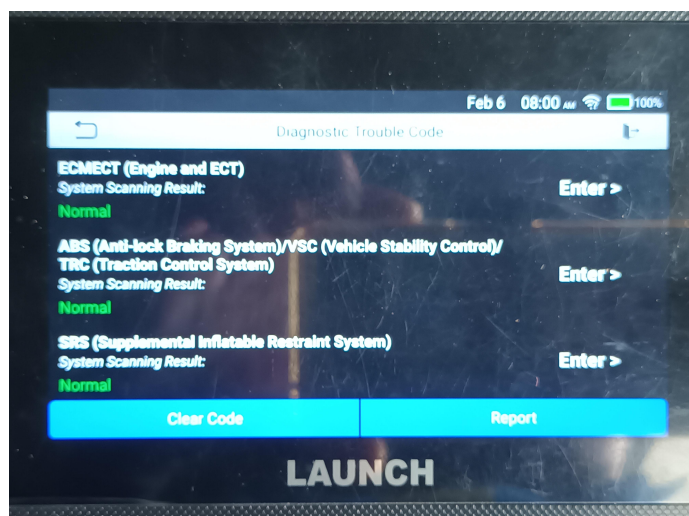 Feb 6 08:00 AM 100%
Diagnostic Trouble Code
ECMECT (Engine and ECT)
System Scanning Result:
Enter >
Normal
ABS (Anti-lock Braking System)/VSC (Vehicle Stability Control)/
TRC (Traction Control System)
Enter >
System Scanning Result:
Normal
SRS (Supplemental Inflatable Restraint System)
System Scanning Result:
Enter >
Normal
Clear Code
Report
LAUNCH